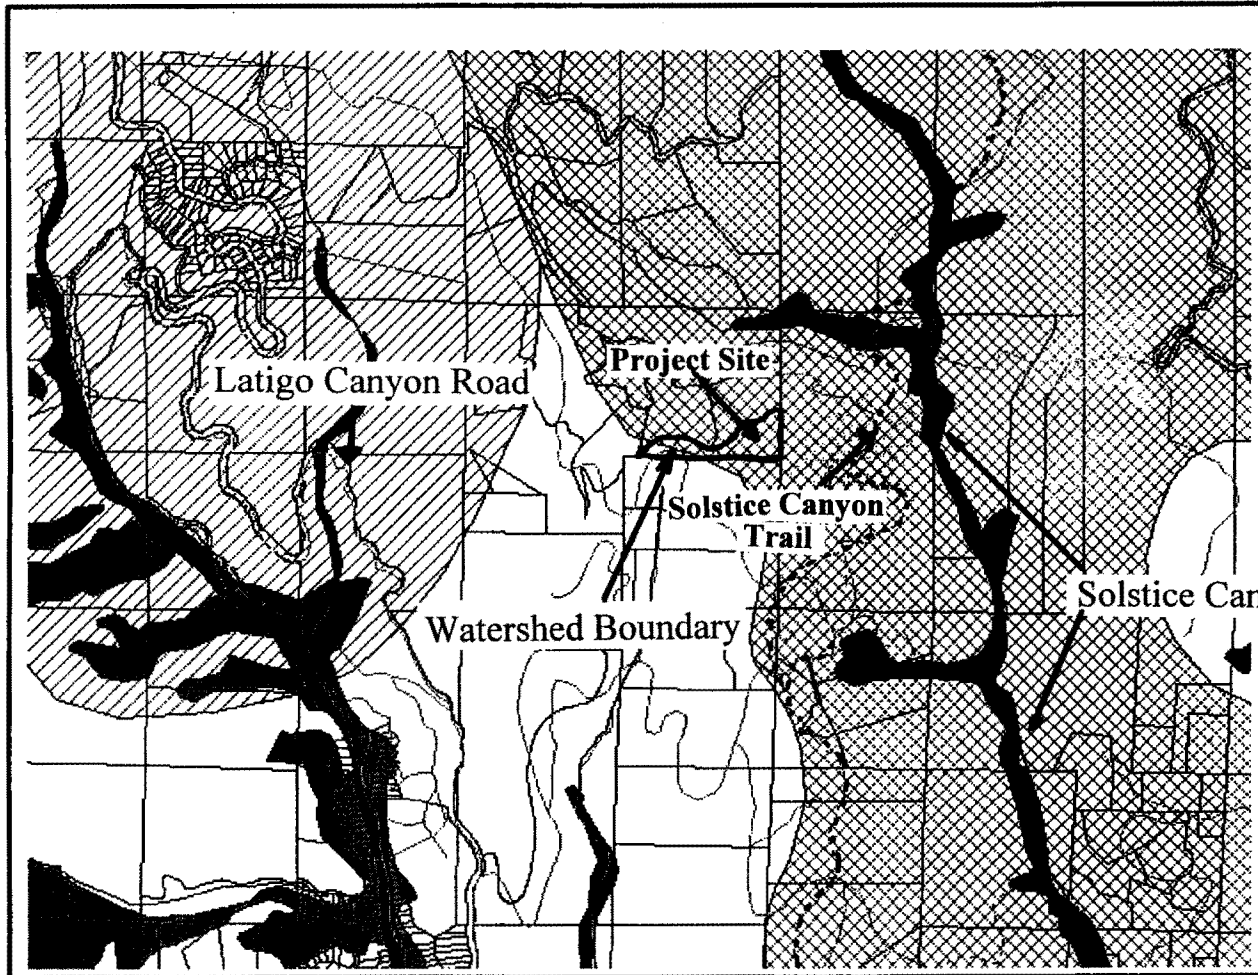 Project Site
Latigo Canyon Road
Solstice Canyon
Trail
Solstice Can
Watershed Boundary